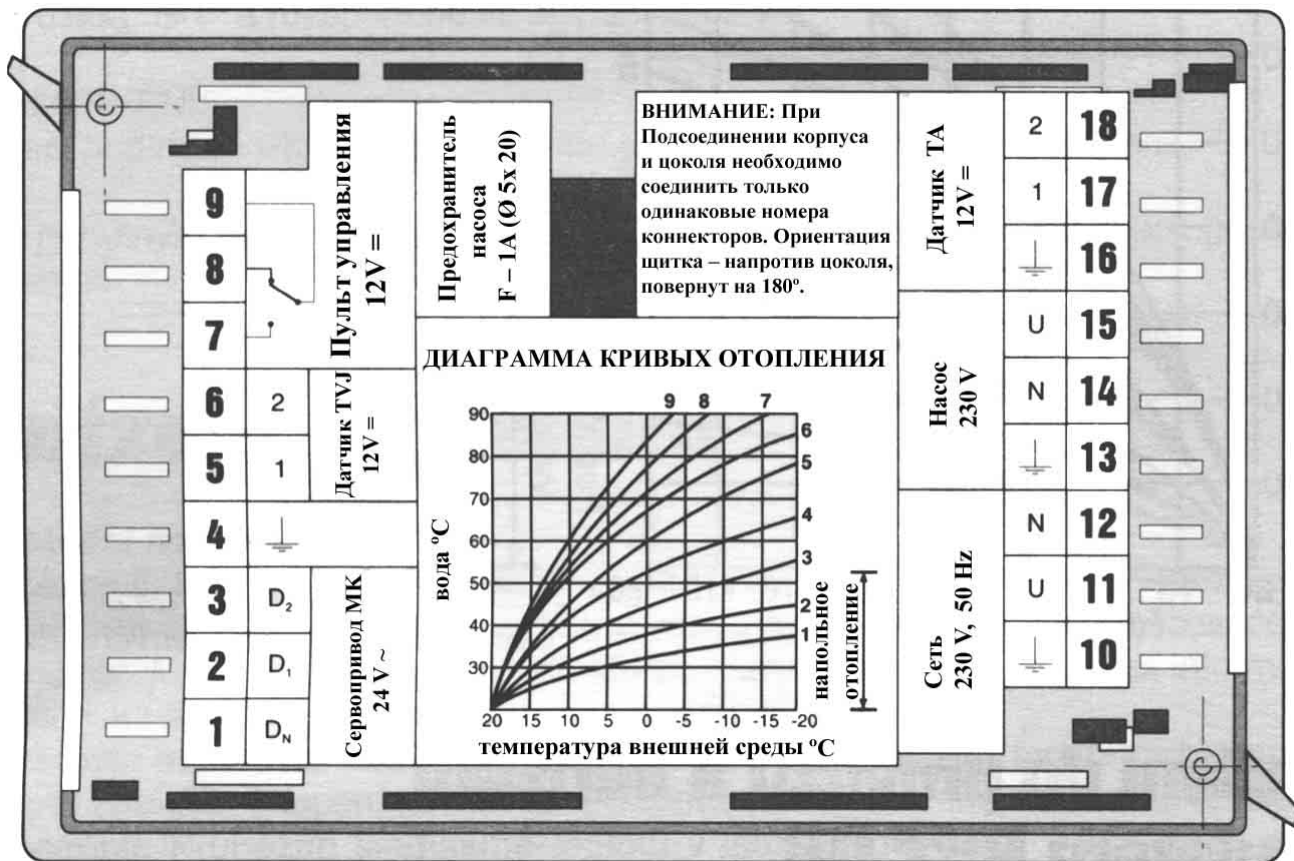 9
8
7
6 2
5 1
4
3 D2
2 D1
1 DN
Пульт управления
12V =
Датчик TVJ
12V =
Сервопривод МК
24 V ~
Предохранитель
насоса
F – 1A (Ø 5x 20)
ВНИМАНИЕ: При
Подсоединении корпуса
и цоколя необходимо
соединить только
одинаковые номера
коннекторов. Ориентация
щитка – напротив цоколя,
повернут на 180º.
ДИАГРАММА КРИВЫХ ОТОПЛЕНИЯ
9 8 7
90
80
70
60
50
40
30
6
5
4
3
2
1
вода ºC
20 15 10 5 0 -5 -10 -15 -20
температура внешней среды ºC
напольное
отопление
Датчик ТА
12V =
Насос
230 V
Сеть
230 V, 50 Hz
2 18
1 17
16
U 15
N 14
13
N 12
U 11
10